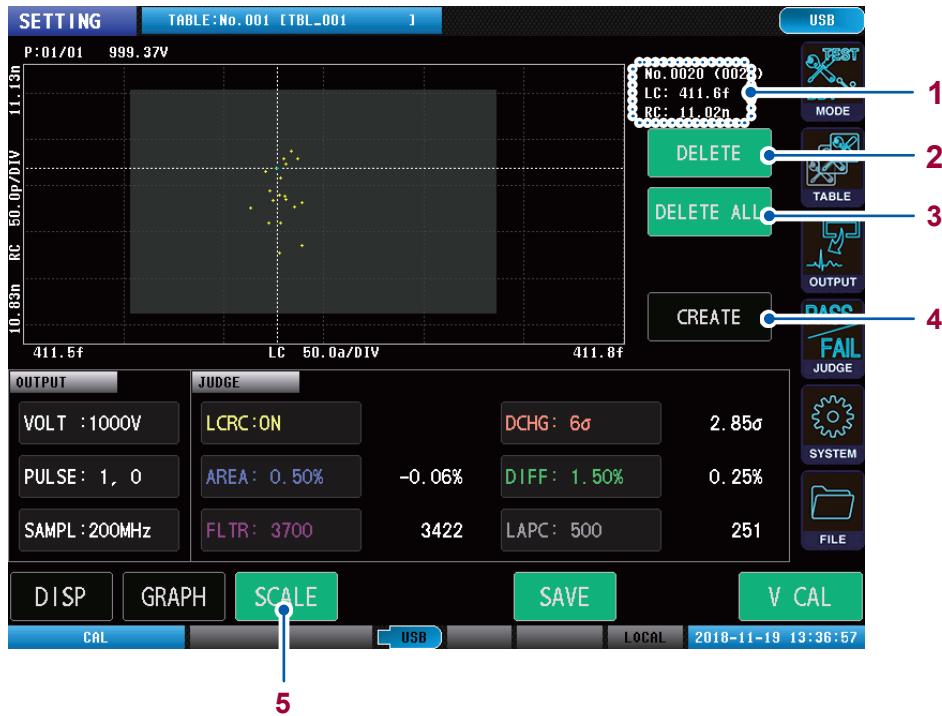 SETTING TABLE:No.001 [TBL_001 ] USB
P:01/01 999.37V
11.13n
RC 50.0p/DIV
10.83n
411.5f LC 50.0a/DIV 411.8f
No.0020 (0028)
LC: 411.6f
RC: 11.02n
1
DELETE 2
DELETE ALL 3
CREATE 4
TEST
MODE
TABLE
OUTPUT
PASS
FAIL
JUDGE
SYSTEM
FILE
OUTPUT JUDGE
VOLT :1000V LCRC:ON DCHG: 6σ 2.85σ
PULSE: 1, 0 AREA: 0.50% -0.06% DIFF: 1.50% 0.25%
SAMPL:200MHz FLTR: 3700 3422 LAPC: 500 251
DISP GRAPH SCALE SAVE V CAL
CAL USB LOCAL 2018-11-19 13:36:57
5